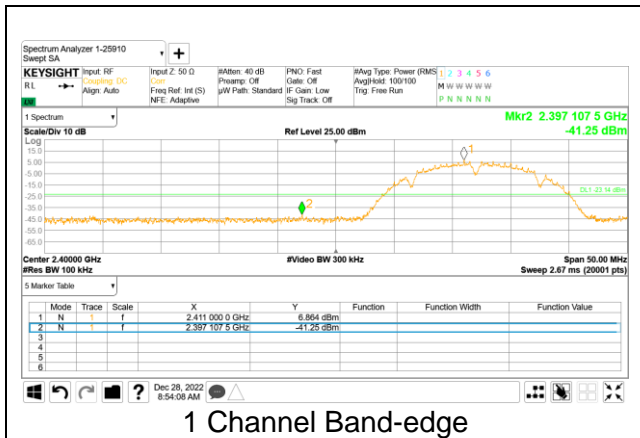 Spectrum Analyzer 1-25910
Swept SA
+
KEYSIGHT Input: RF Input Z: 50 Ω #Atten: 40 dB PNO: Fast #Avg Type: Power (RMS 1 2 3 4 5 6
RL Coupling: DC Corr Preamp: Off Gate: Off Avg|Hold: 100/100 M W W W W W
Align: Auto Freq Ref: Int (S) µW Path: Standard IF Gain: Low Trig: Free Run
NFE: Adaptive Sig Track: Off P N N N N N
1 Spectrum
Mkr2 2.397 107 5 GHz
Scale/Div 10 dB Ref Level 25.00 dBm -41.25 dBm
Log
15.0
5.00
-5.00
-15.0
-25.0
-35.0
-45.0
-55.0
-65.0
1
2
DL1 -23.14 dBm
Center 2.40000 GHz #Video BW 300 kHz Span 50.00 MHz
#Res BW 100 kHz Sweep 2.67 ms (20001 pts)
5 Marker Table
Mode Trace Scale X Y Function Function Width Function Value
1 N 1 f 2.411 000 0 GHz 6.864 dBm
2 N 1 f 2.397 107 5 GHz -41.25 dBm
3
4
5
6
? Dec 28, 2022
8:54:08 AM
1 Channel Band-edge